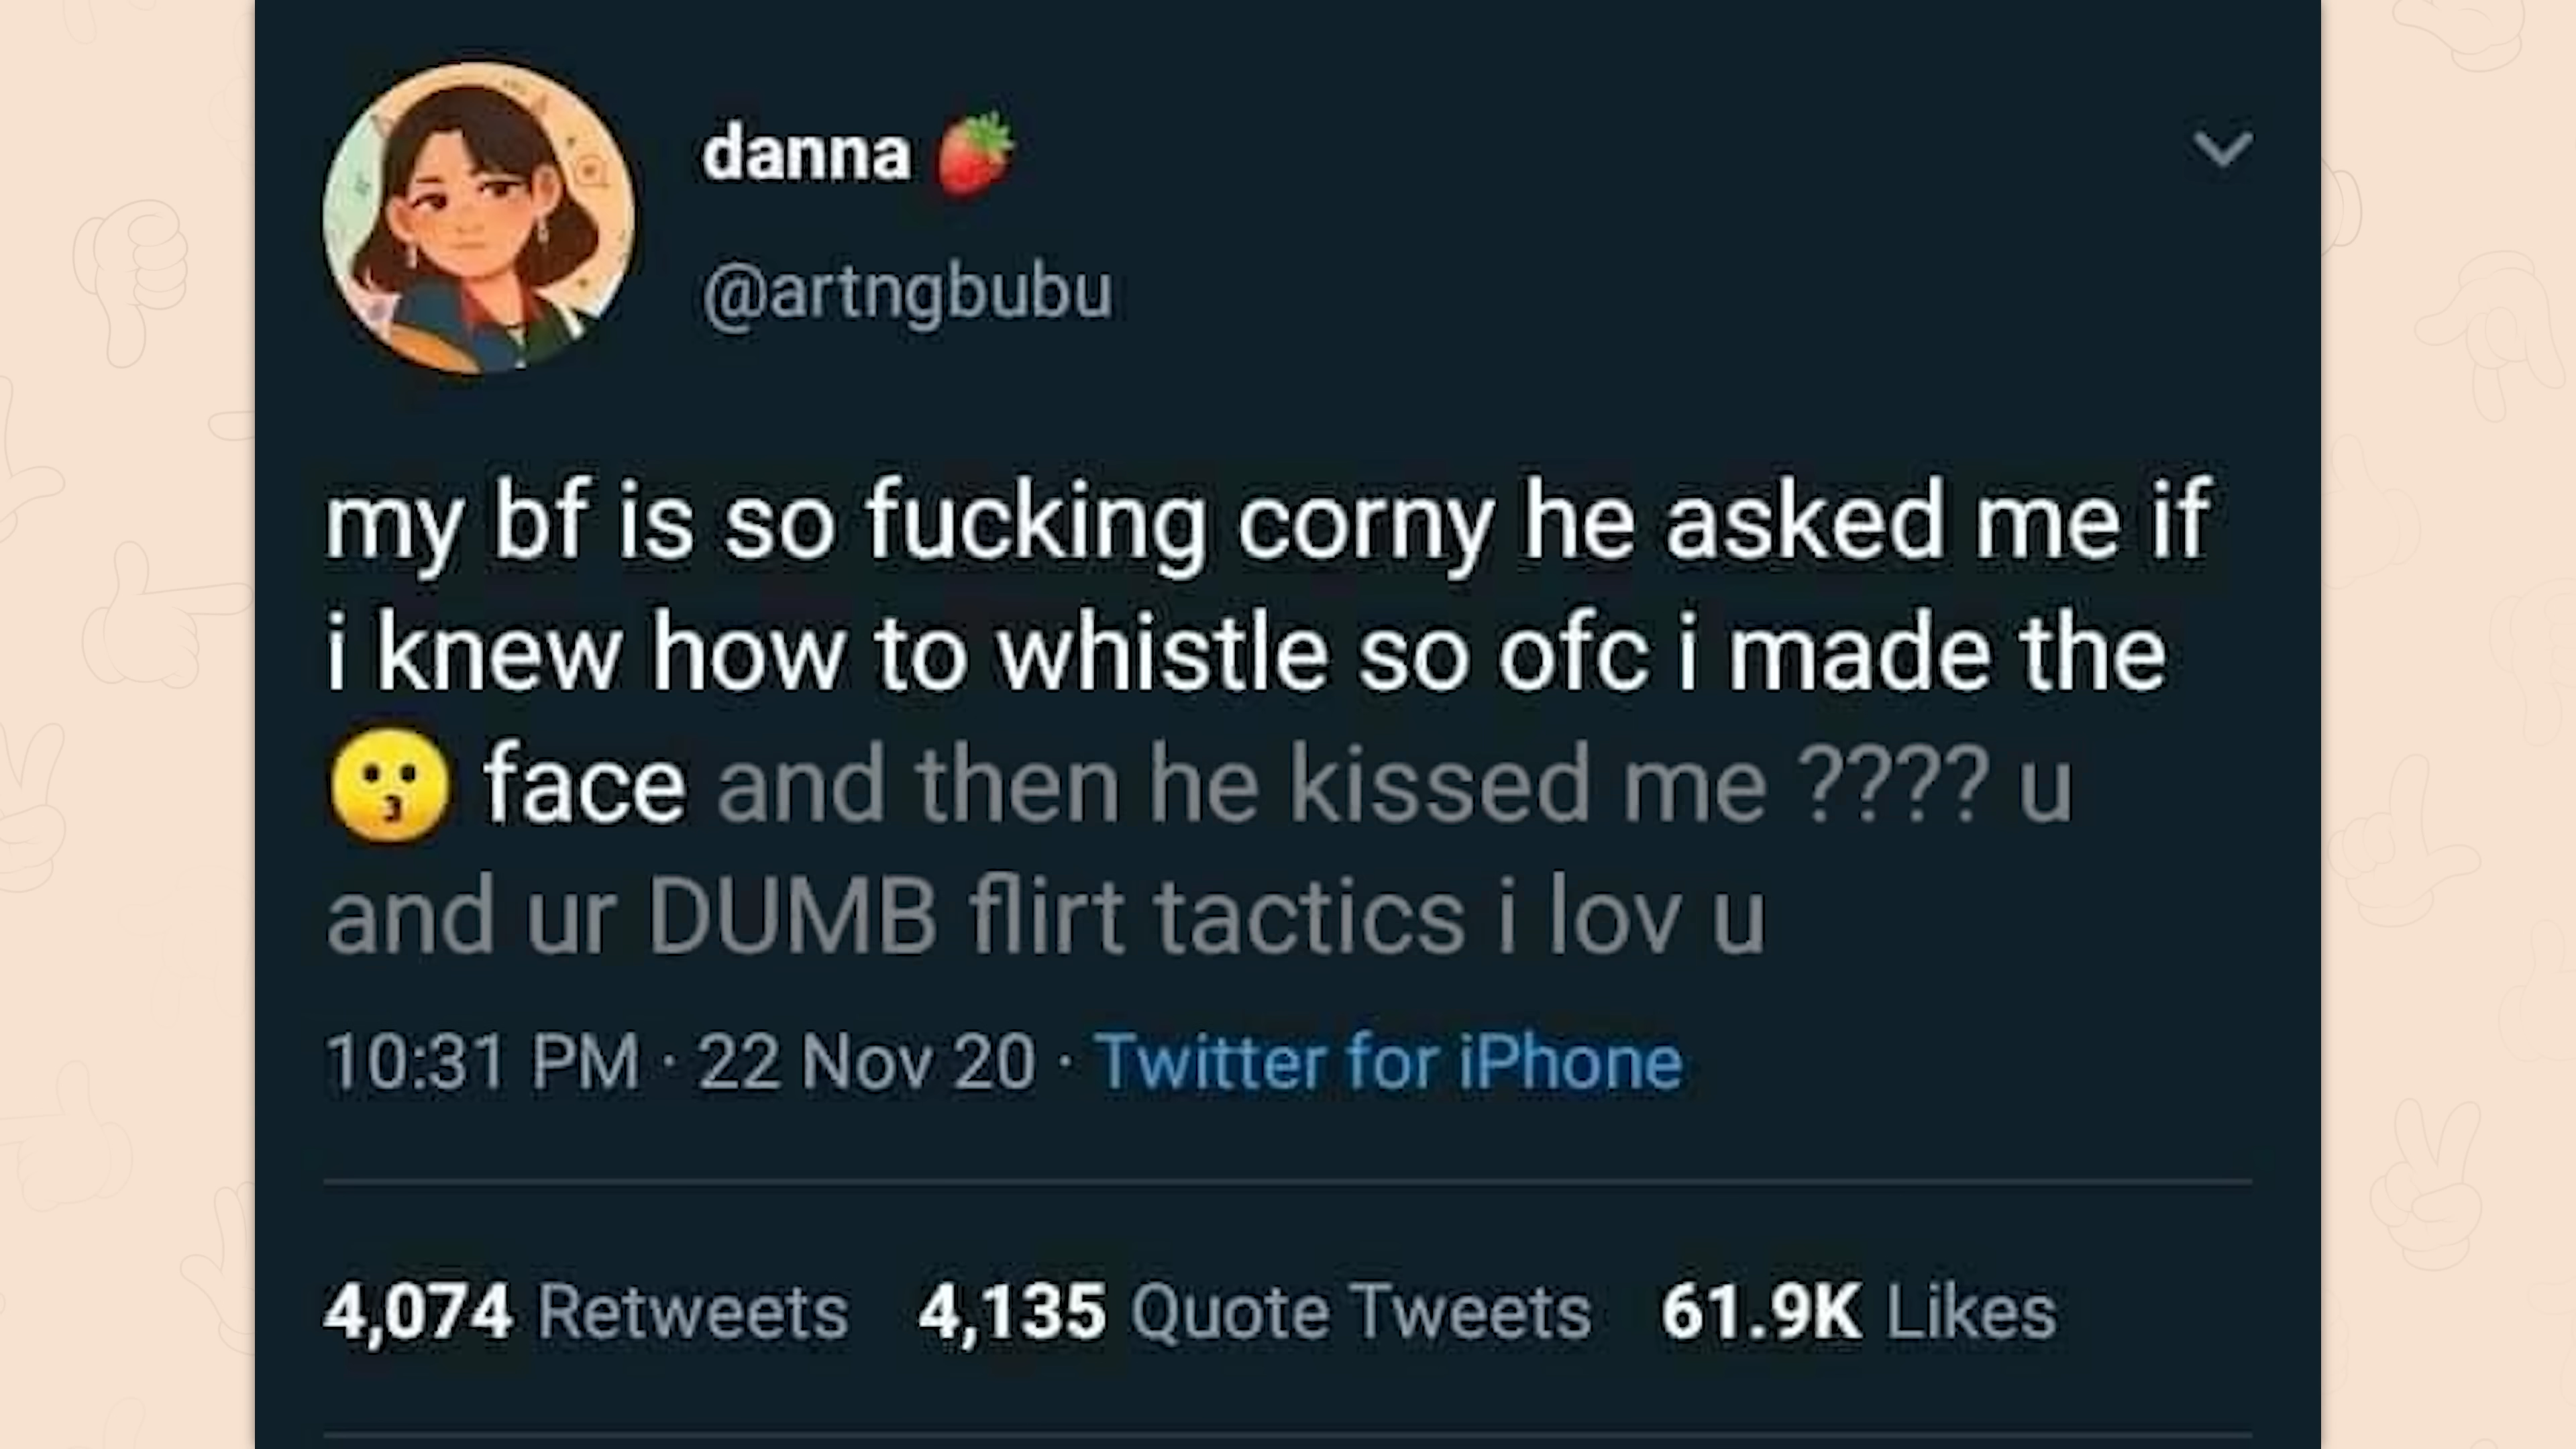 danna 🍓
@artngbubu
my bf is so fucking corny he asked me if
i knew how to whistle so ofc i made the
😗 face and then he kissed me ???? u
and ur DUMB flirt tactics i lov u
10:31 PM · 22 Nov 20 · Twitter for iPhone
4,074 Retweets 4,135 Quote Tweets 61.9K Likes